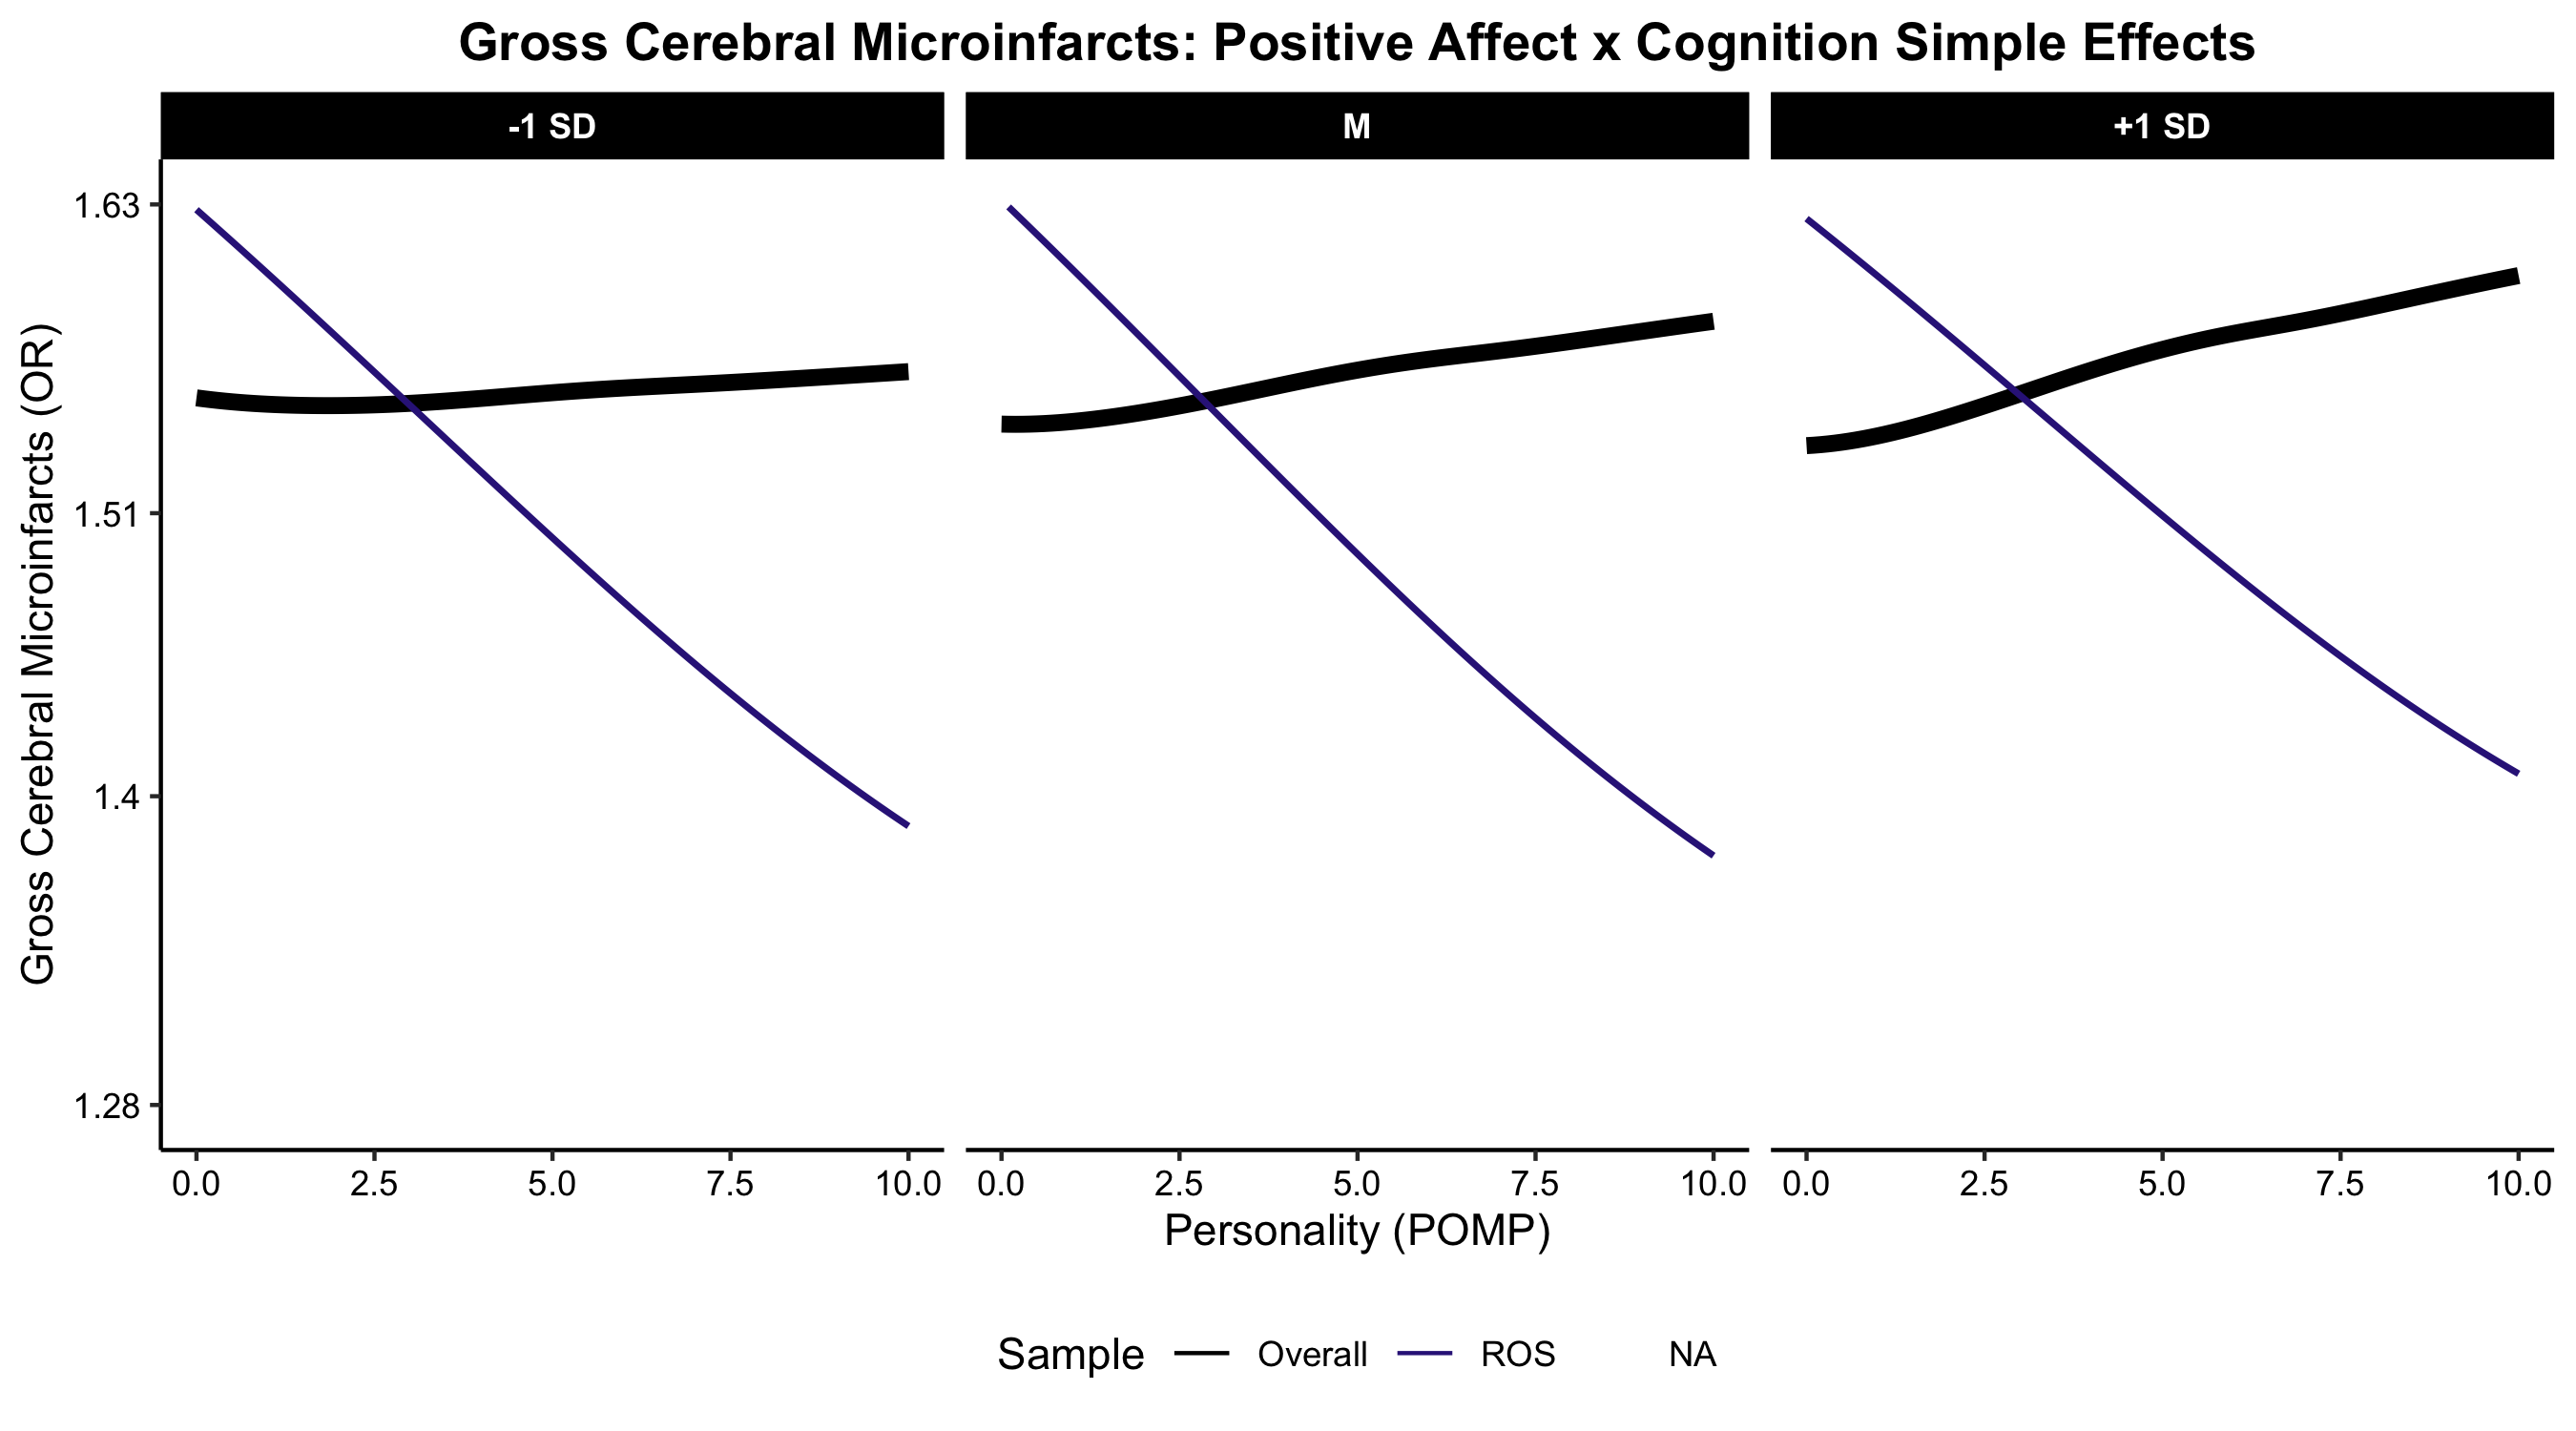 Gross Cerebral Microinfarcts: Positive Affect x Cognition Simple Effects
-1 SD
M
+1 SD
Gross Cerebral Microinfarcts (OR)
1.63
1.51
1.4
1.28
0.0 2.5 5.0 7.5 10.0
0.0 2.5 5.0 7.5 10.0
0.0 2.5 5.0 7.5 10.0
Personality (POMP)
Sample Overall ROS NA